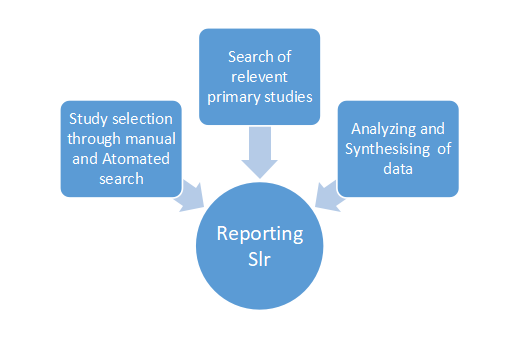 Search of
relevent
primary studies
Study selection
through manual
and Atomated
search
Analyzing and
Synthesising of
data
Reporting
Slr